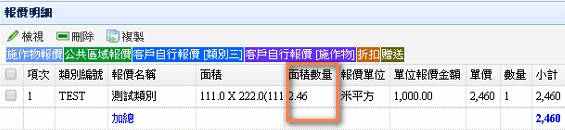 報價明細
檢視 刪除 複製
施作物報價 公共區域報價 客戶自行報價 [類別三] 客戶自行報價 [施作物] 折扣 贈送
項次 類別編號 報價名稱 面積 面積數量 報價單位 單位報價金額 單價 數量 小計
1 TEST 測試類別 111.0 X 222.0(111 2.46 米平方 1,000.00 2,460 1 2,460
加總 2,460